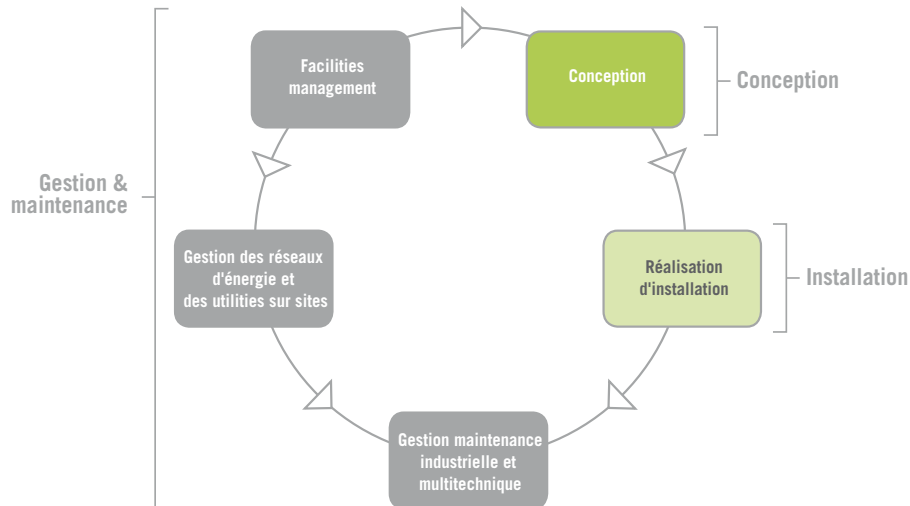 Facilities
management
Conception
Conception
Gestion &
maintenance
Gestion des réseaux
d'énergie et
des utilities sur sites
Réalisation
d'installation
Installation
Gestion maintenance
industrielle et
multitechnique